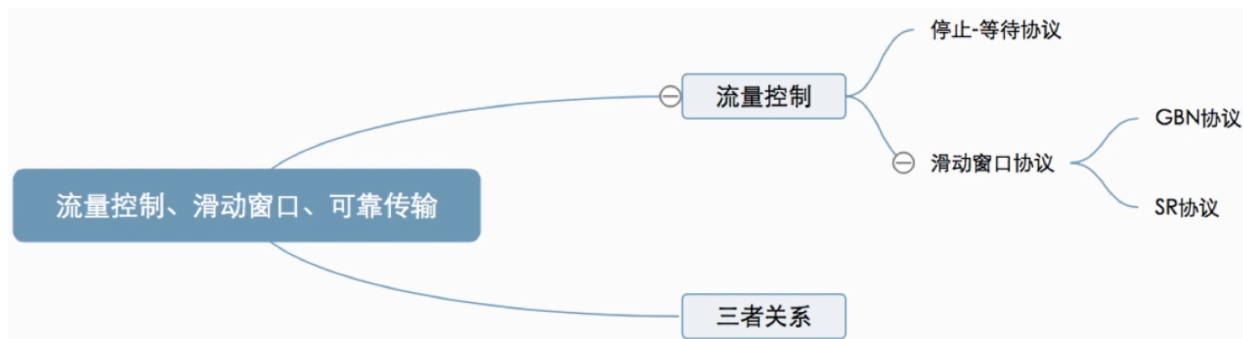 停止-等待协议
流量控制
GBN协议
滑动窗口协议
SR协议
流量控制、滑动窗口、可靠传输
三者关系